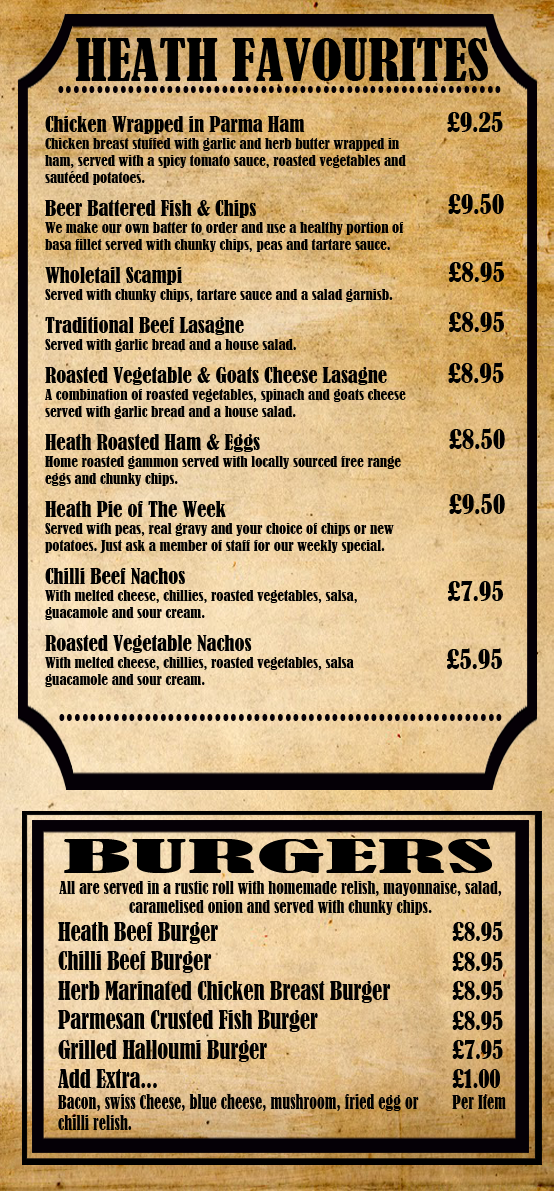 HEATH FAVOURITES
Chicken Wrapped in Parma Ham £9.25
Chicken breast stuffed with garlic and herb butter wrapped in
ham, served with a spicy tomato sauce, roasted vegetables and
sautéed potatoes.
Beer Battered Fish & Chips £9.50
We make our own batter to order and use a healthy portion of
basa fillet served with chunky chips, peas and tartare sauce.
Wholetail Scampi £8.95
Served with chunky chips, tartare sauce and a salad garnish.
Traditional Beef Lasagne £8.95
Served with garlic bread and a house salad.
Roasted Vegetable & Goats Cheese Lasagne £8.95
A combination of roasted vegetables, spinach and goats cheese
served with garlic bread and a house salad.
Heath Roasted Ham & Eggs £8.50
Home roasted gammon served with locally sourced free range
eggs and chunky chips.
Heath Pie of The Week £9.50
Served with peas, real gravy and your choice of chips or new
potatoes. Just ask a member of staff for our weekly special.
Chilli Beef Nachos
With melted cheese, chillies, roasted vegetables, salsa, £7.95
guacamole and sour cream.
Roasted Vegetable Nachos
With melted cheese, chillies, roasted vegetables, salsa £5.95
guacamole and sour cream.
BURGERS
All are served in a rustic roll with homemade relish, mayonnaise, salad,
caramelised onion and served with chunky chips.
Heath Beef Burger £8.95
Chilli Beef Burger £8.95
Herb Marinated Chicken Breast Burger £8.95
Parmesan Crusted Fish Burger £8.95
Grilled Halloumi Burger £7.95
Add Extra... £1.00
Bacon, swiss Cheese, blue cheese, mushroom, fried egg or Per Item
chilli relish.